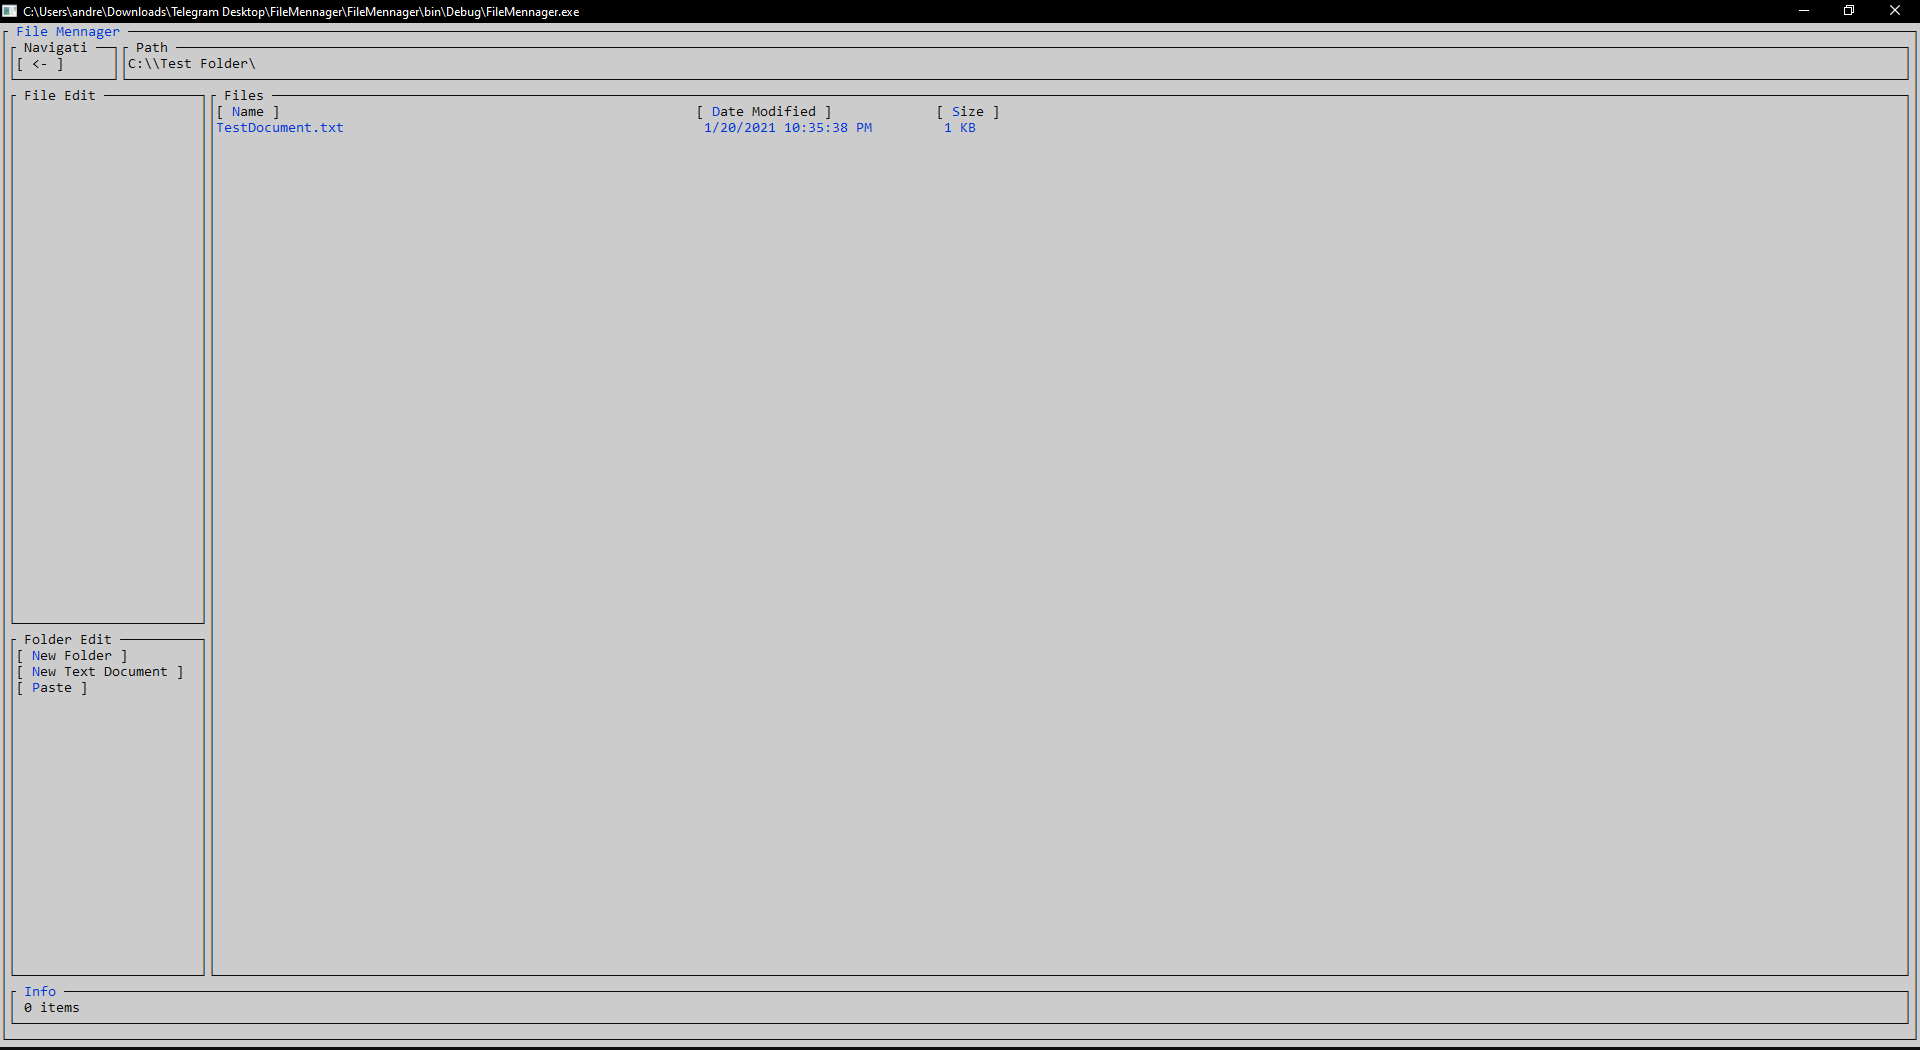 C:\Users\andre\Downloads\Telegram Desktop\FileMennager\FileMennager\bin\Debug\FileMennager.exe
File Mennager
Navigati
Path
[ <- ]
C:\\Test Folder\
File Edit
Files
[ Name ] [ Date Modified ] [ Size ]
TestDocument.txt 1/20/2021 10:35:38 PM 1 KB
Folder Edit
[ New Folder ]
[ New Text Document ]
[ Paste ]
Info
0 items